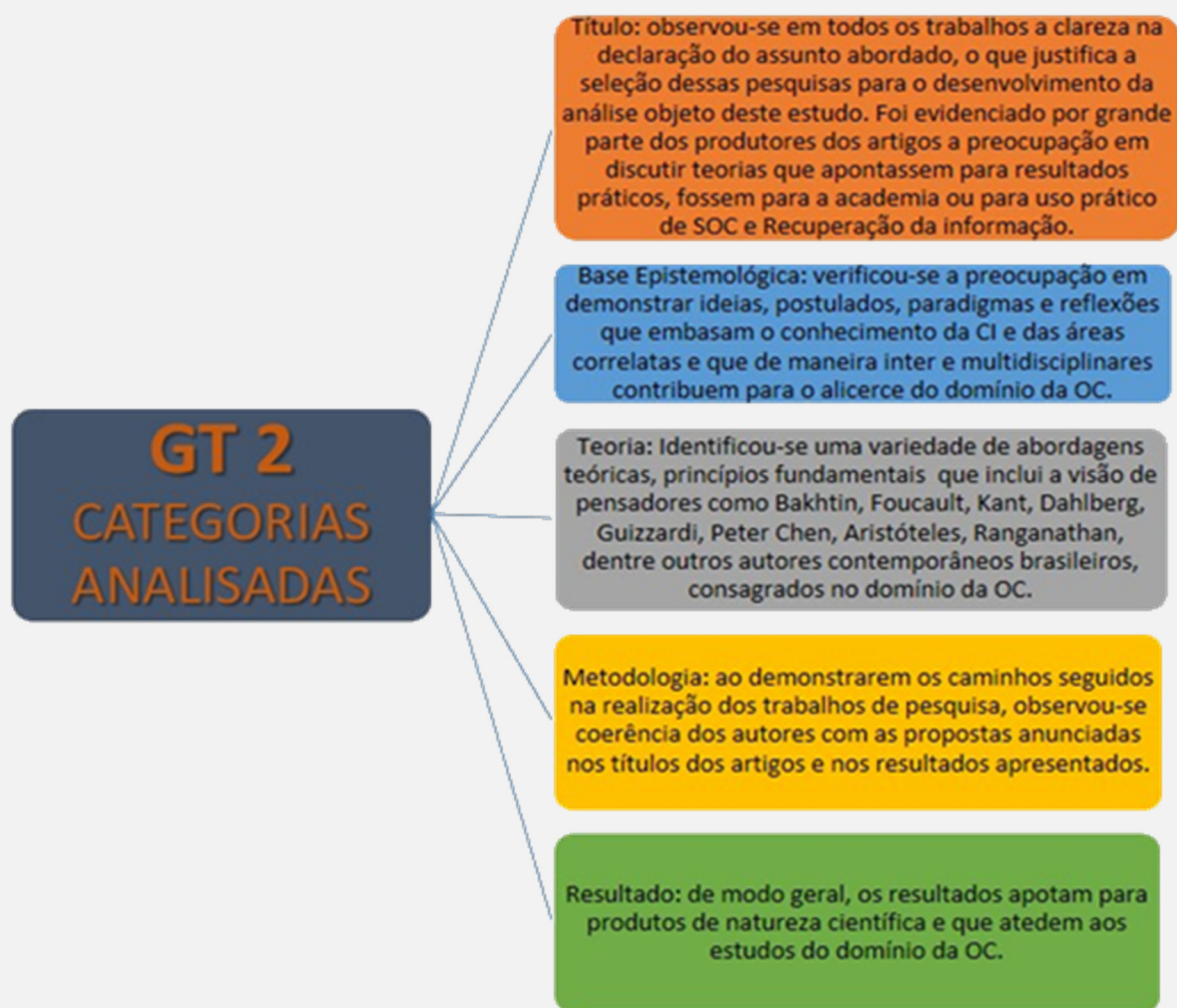 Título: observou-se em todos os trabalhos a clareza na
declaração do assunto abordado, o que justifica a
seleção dessas pesquisas para o desenvolvimento da
análise objeto deste estudo. Foi evidenciado por grande
parte dos produtores dos artigos a preocupação em
discutir teorias que apontassem para resultados
práticos, fossem para a academia ou para uso prático
de SOC e Recuperação da informação.
Base Epistemológica: verificou-se a preocupação em
demonstrar ideias, postulados, paradigmas e reflexões
que embasam o conhecimento da CI e das áreas
correlatas e que de maneira inter e multidisciplinares
contribuem para o alicerce do domínio da OC.
GT 2
CATEGORIAS
ANALISADAS
Teoria: Identificou-se uma variedade de abordagens
teóricas, princípios fundamentais que inclui a visão de
pensadores como Bakhtin, Foucault, Kant, Dahlberg,
Guizzardi, Peter Chen, Aristóteles, Ranganathan,
dentre outros autores contemporâneos brasileiros,
consagrados no domínio da OC.
Metodologia: ao demonstrarem os caminhos seguidos
na realização dos trabalhos de pesquisa, observou-se
coerência dos autores com as propostas anunciadas
nos títulos dos artigos e nos resultados apresentados.
Resultado: de modo geral, os resultados apotam para
produtos de natureza científica e que atedem aos
estudos do domínio da OC.